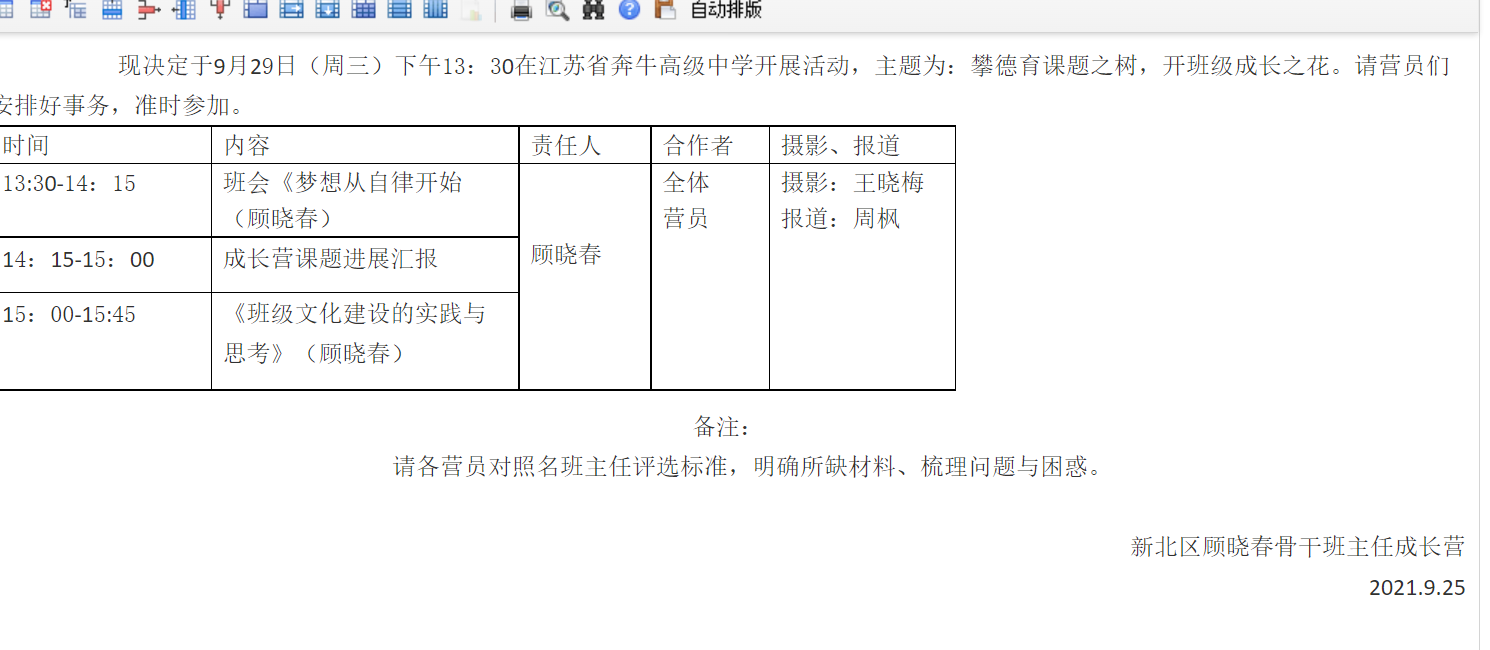 自动排版
现决定于9月29日（周三）下午13：30在江苏省奔牛高级中学开展活动，主题为：攀德育课题之树，开班级成长之花。请营员们
安排好事务，准时参加。
时间 内容 责任人 合作者 摄影、报道
13:30-14：15 班会《梦想从自律开始 全体 摄影：王晓梅
（顾晓春） 营员 报道：周枫
顾晓春
14：15-15：00 成长营课题进展汇报
15：00-15:45 《班级文化建设的实践与
思考》（顾晓春）
备注：
请各营员对照名班主任评选标准，明确所缺材料、梳理问题与困惑。
新北区顾晓春骨干班主任成长营
2021.9.25